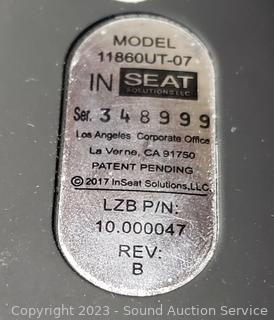 MODEL
11860UT-07
IN SEAT
SOLUTIONS LLC
Ser. 348999
Los Angeles Corporate Office
La Verne, CA 91750
PATENT PENDING
© 2017 InSeat Solutions, LLC
LZB P/N:
10.000047
REV:
B
Copyright © 2023 - Sound Auction Service